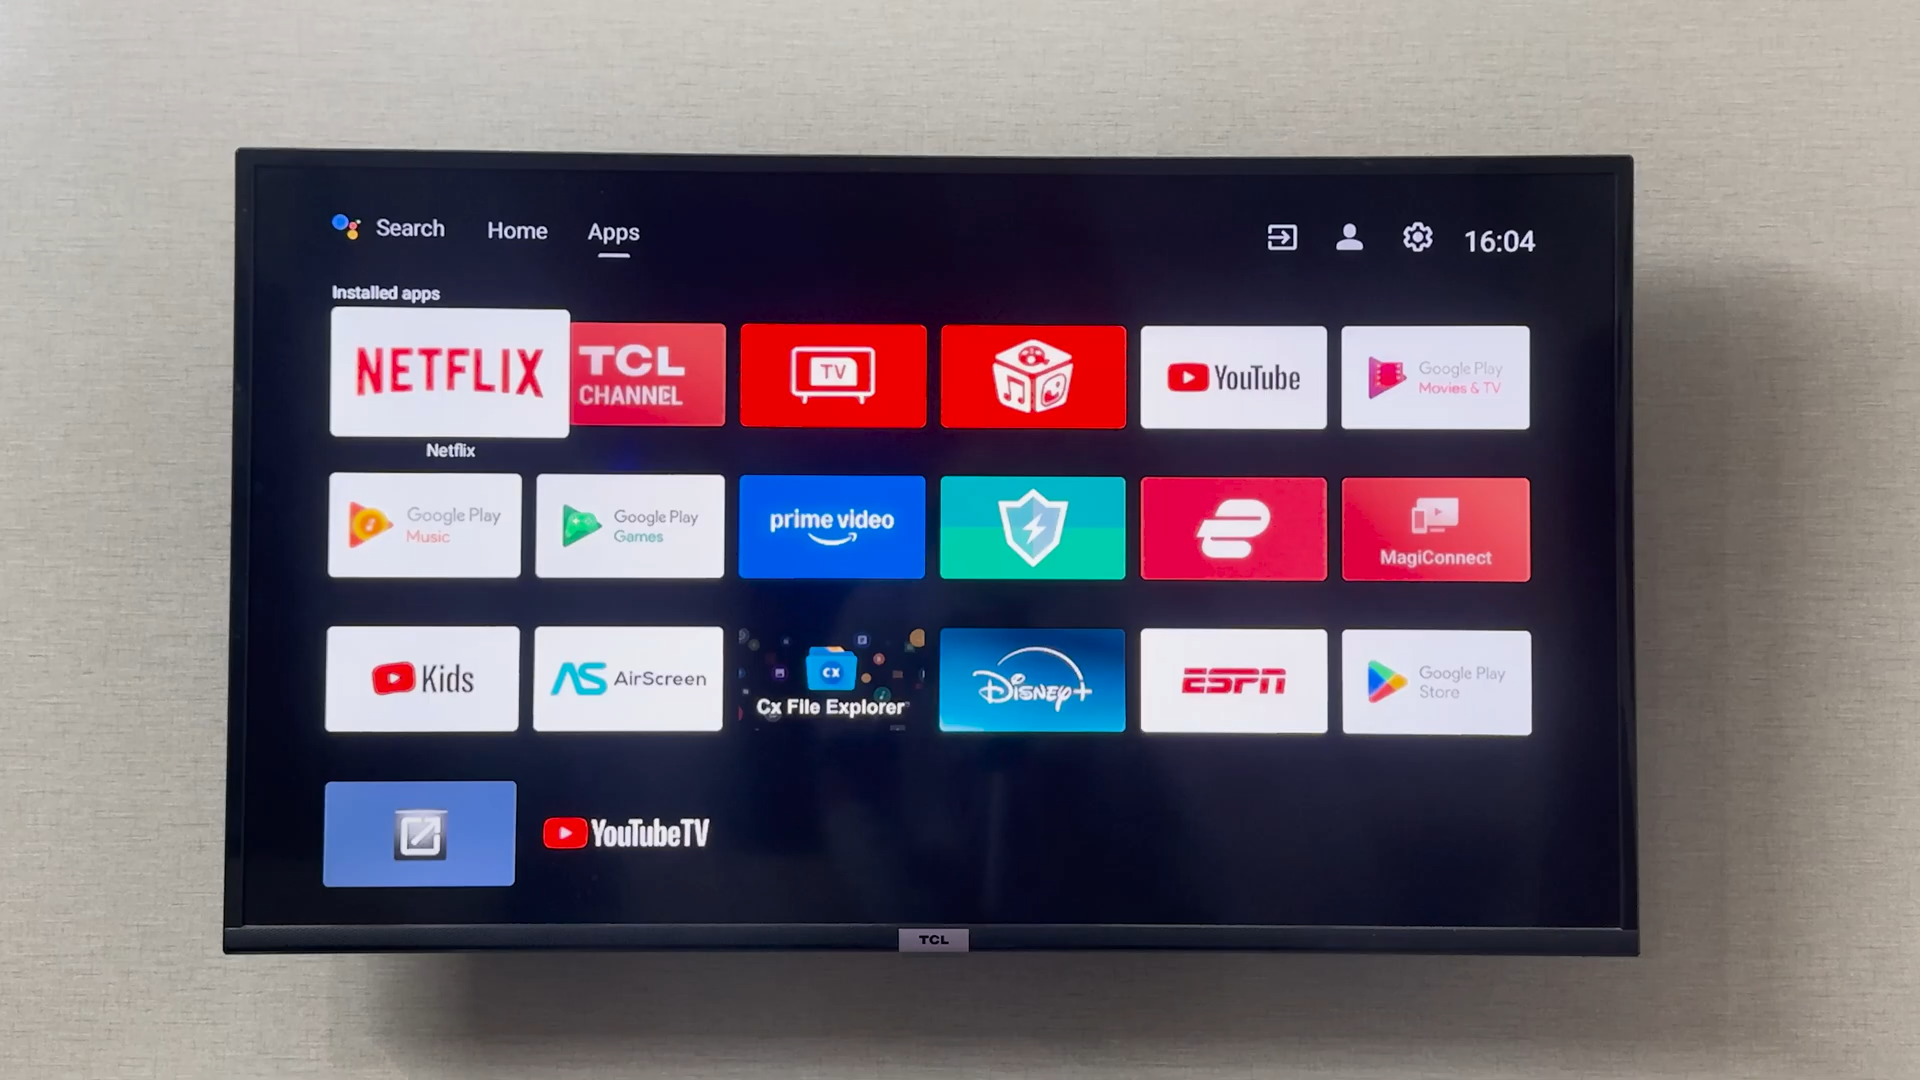 Search Home Apps 16:04
Installed apps
NETFLIX
TCL
CHANNEL
TV
YouTube
Google Play
Movies & TV
Netflix
Google Play
Music
Google Play
Games
prime video
MagiConnect
Kids
AirScreen
CX
Cx File Explorer
Disney+
ESPN
Google Play
Store
YouTubeTV
TCL